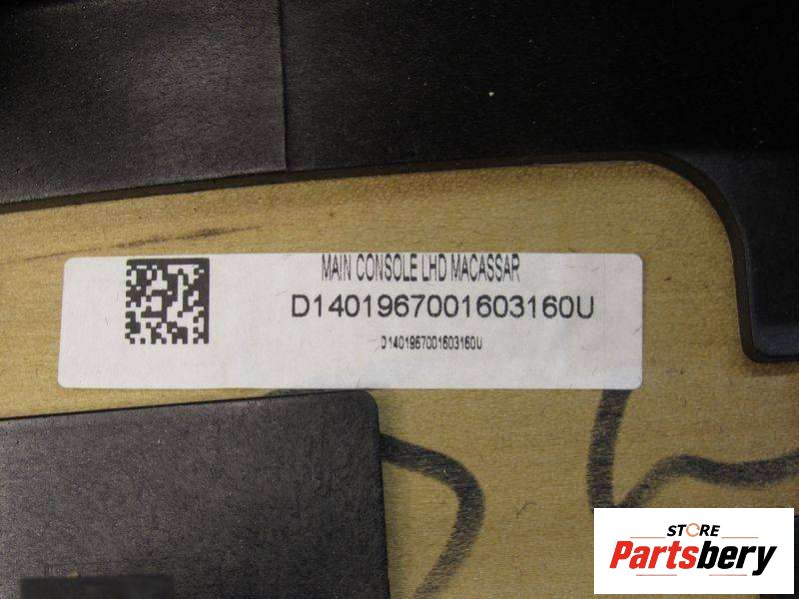 MAIN CONSOLE LHD MACASSAR
D1401967001603160U
D1401967001603160U
STORE
Partsbery